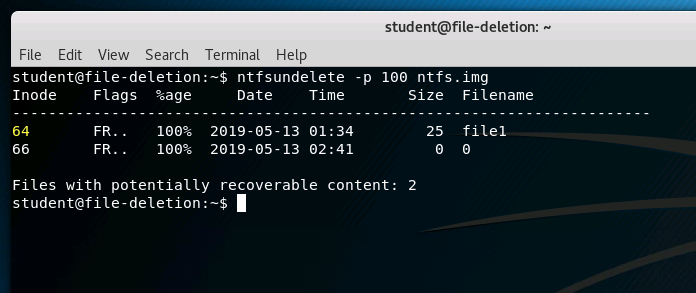 student@file-deletion: ~
File Edit View Search Terminal Help
student@file-deletion:~$ ntfsundelete -p 100 ntfs.img
Inode    Flags  %age     Date    Time       Size  Filename
-----------------------------------------------------------------------
64       FR..   100%  2019-05-13 01:34        25  file1
66       FR..   100%  2019-05-13 02:41         0  0
Files with potentially recoverable content: 2
student@file-deletion:~$